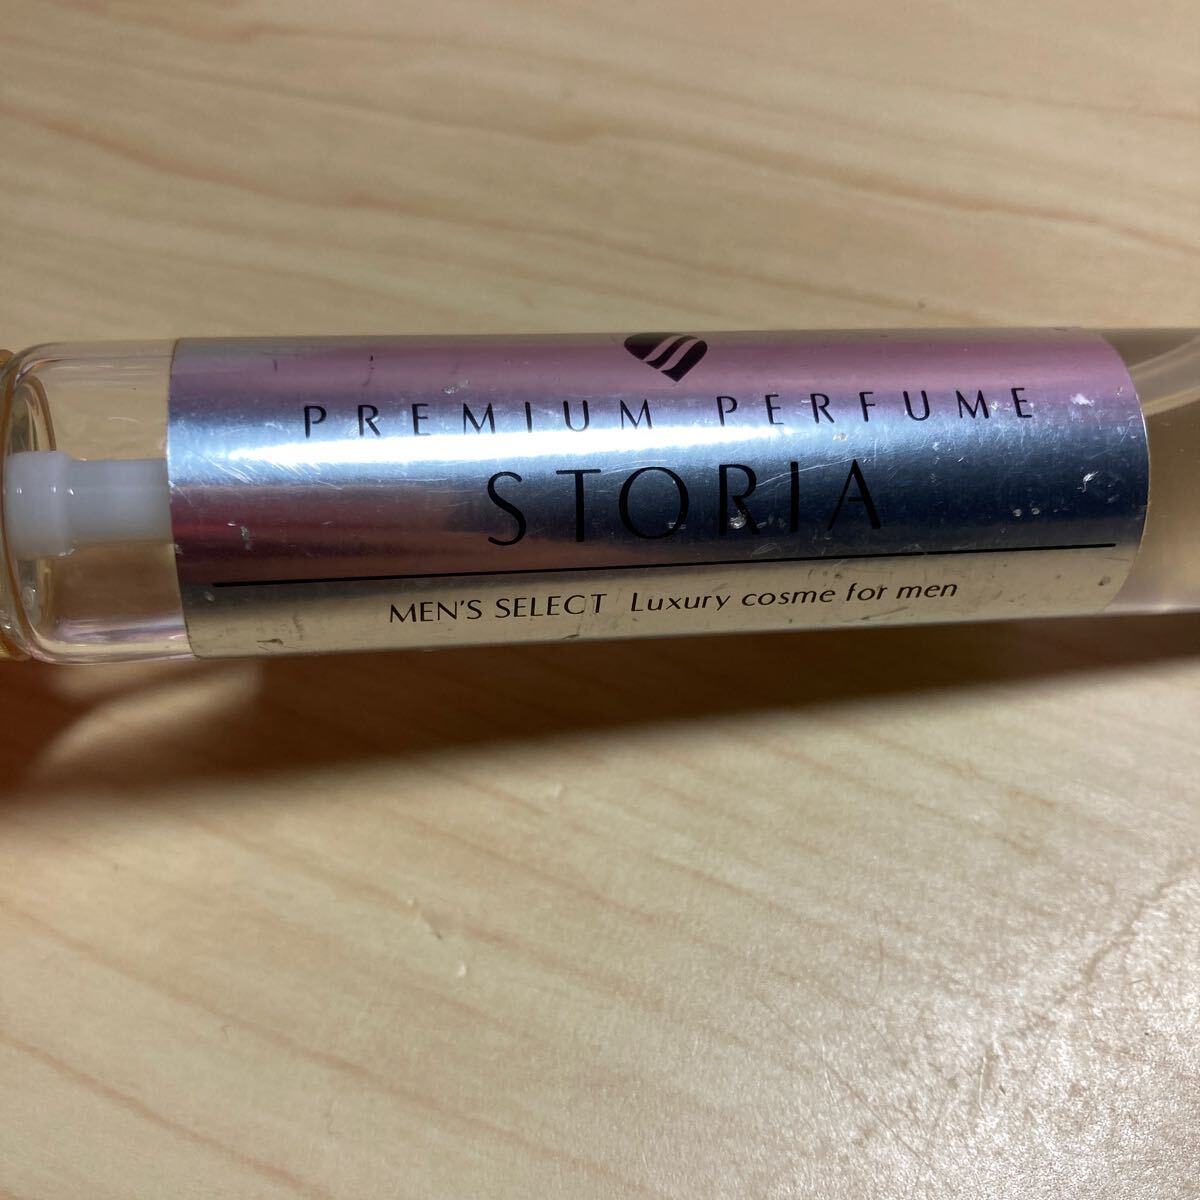 PREMIUM PERFUME
STORIA
MEN'S SELECT Luxury cosme for men